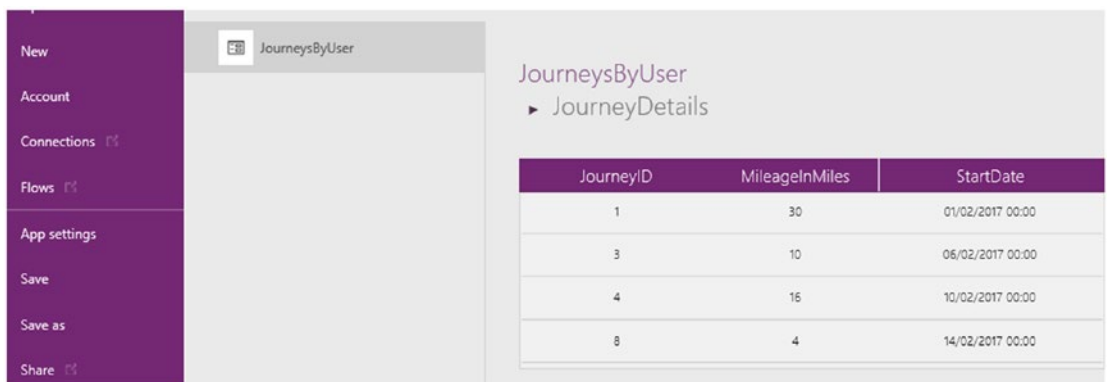 New
Account
Connections
Flows
App settings
Save
Save as
Share
JourneysByUser
JourneysByUser
JourneyDetails
JourneyID MileageInMiles StartDate
1 30 01/02/2017 00:00
3 10 06/02/2017 00:00
4 16 10/02/2017 00:00
8 4 14/02/2017 00:00